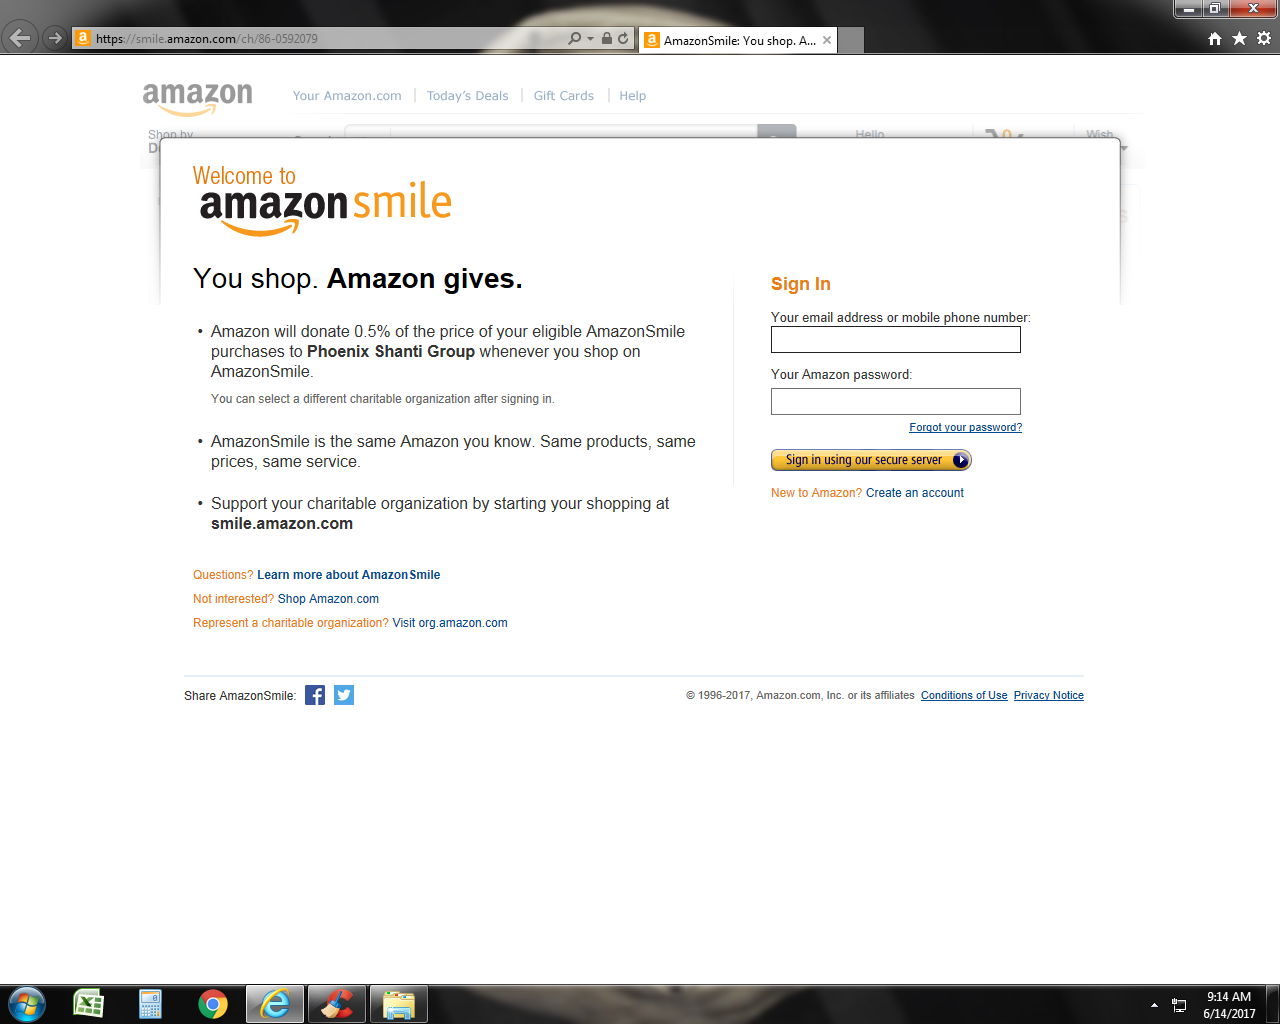 https://smile.amazon.com/ch/86-0592079
AmazonSmile: You shop. A...
amazon
Your Amazon.com
Today's Deals
Gift Cards
Help
Shop by
Hello
Wish
Welcome to
amazonsmile
You shop. Amazon gives.
• Amazon will donate 0.5% of the price of your eligible AmazonSmile
purchases to Phoenix Shanti Group whenever you shop on
AmazonSmile.
You can select a different charitable organization after signing in.
• AmazonSmile is the same Amazon you know. Same products, same
prices, same service.
• Support your charitable organization by starting your shopping at
smile.amazon.com
Questions? Learn more about AmazonSmile
Not interested? Shop Amazon.com
Represent a charitable organization? Visit org.amazon.com
Sign In
Your email address or mobile phone number:
Your Amazon password:
Forgot your password?
Sign in using our secure server
New to Amazon? Create an account
Share AmazonSmile:
© 1996-2017, Amazon.com, Inc. or its affiliates Conditions of Use Privacy Notice
9:14 AM
6/14/2017